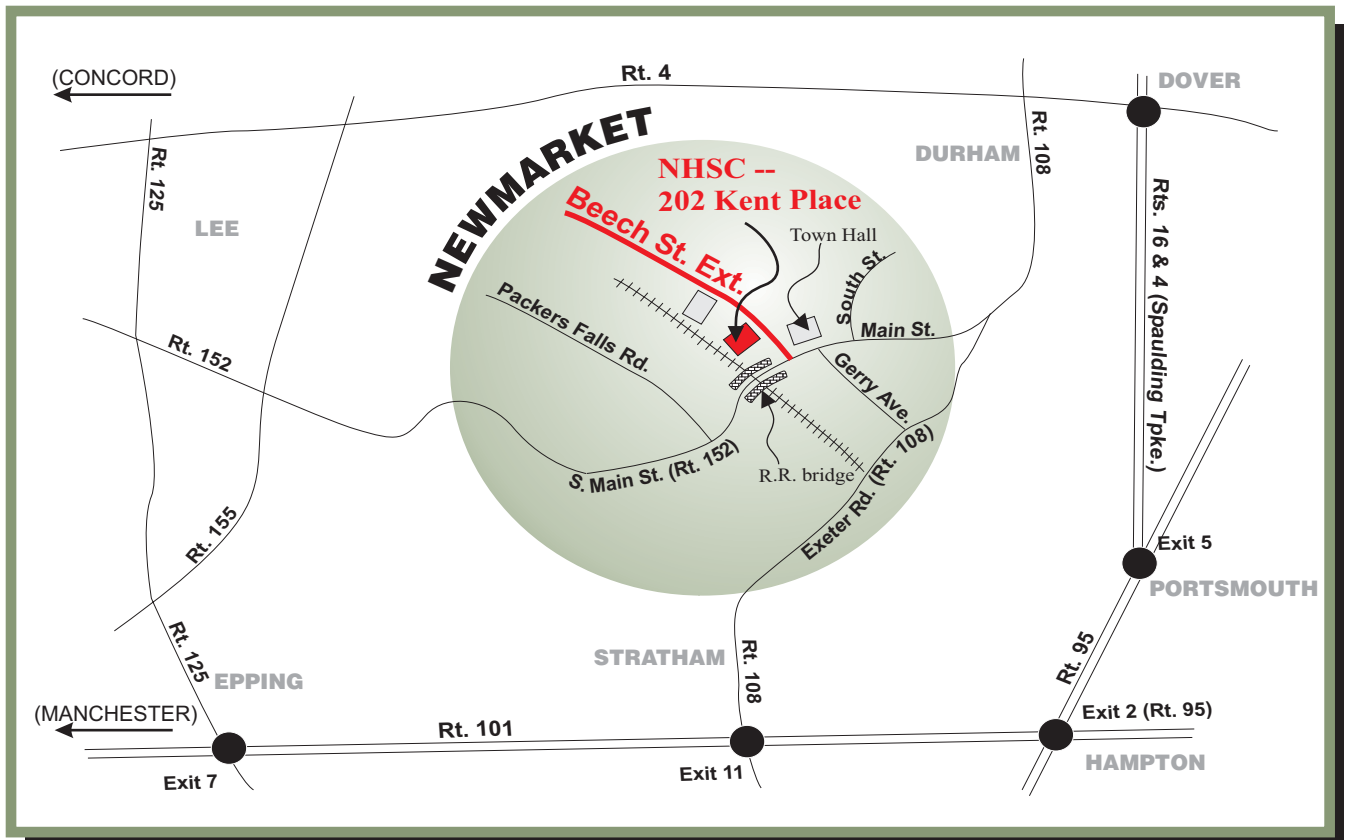 (CONCORD)
Rt. 4
DOVER
NEWMARKET
Rt. 125
Rt. 108
DURHAM
NHSC --
202 Kent Place
Beech St. Ext.
Town Hall
LEE
South St.
Rts. 16 & 4 (Spaulding Tpke.)
Packers Falls Rd.
Main St.
Rt. 152
Gerry Ave.
S. Main St. (Rt. 152)
R.R. bridge
Exeter Rd. (Rt. 108)
Rt. 155
Exit 5
PORTSMOUTH
Rt. 125
STRATHAM
Rt. 108
Rt. 95
EPPING
(MANCHESTER)
Rt. 101
Exit 2 (Rt. 95)
HAMPTON
Exit 7
Exit 11